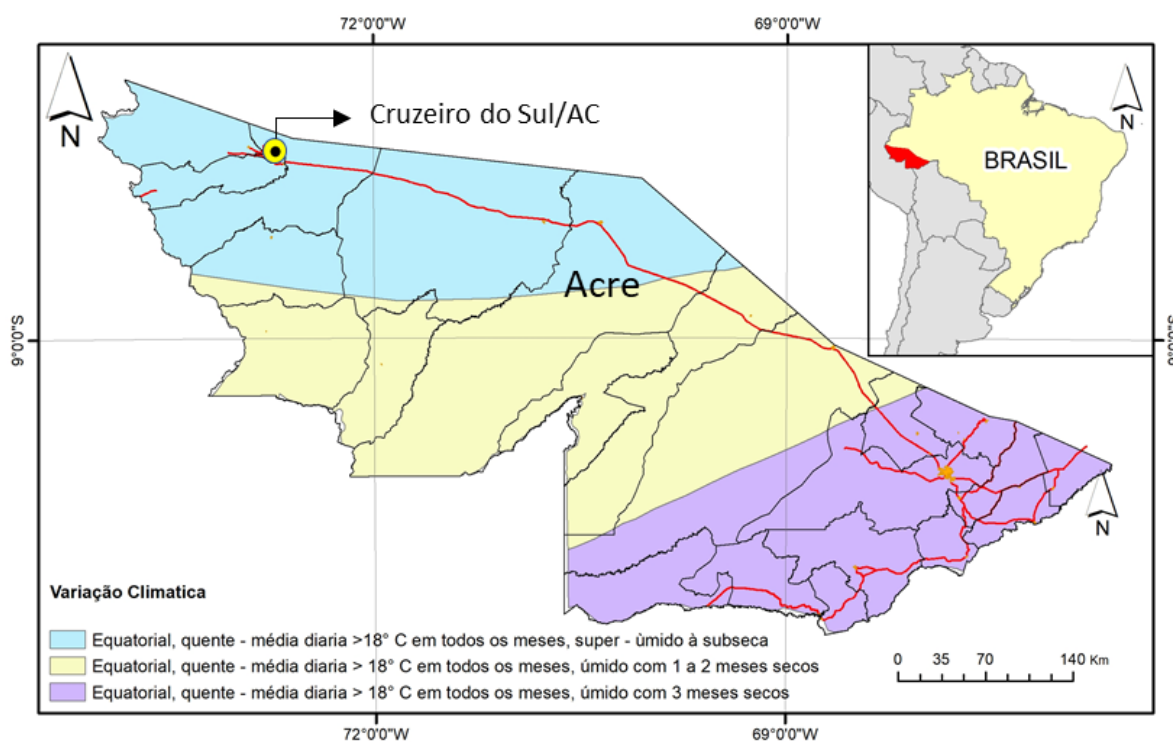 72°0'0"W
69°0'0"W
N
Cruzeiro do Sul/AC
N
BRASIL
Acre
9°0'0"S
9°0'0"S
N
Variação Climatica
Equatorial, quente - média diaria >18° C em todos os meses, super - ùmido à subseca
Equatorial, quente - média diaria > 18° C em todos os meses, úmido com 1 a 2 meses secos
Equatorial, quente - média diaria > 18° C em todos os meses, úmido com 3 meses secos
0 35 70 140 Km
72°0'0"W
69°0'0"W